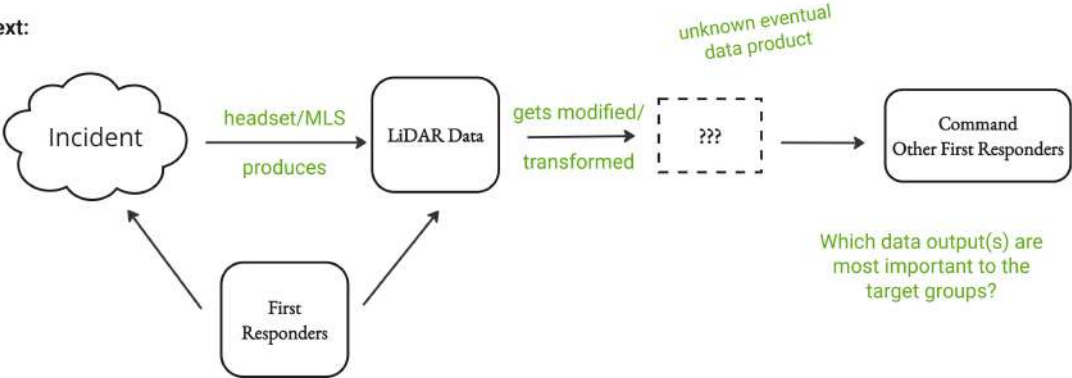 ext:
unknown eventual
data product
Incident
headset/MLS
produces
LiDAR Data
gets modified/
transformed
???
Command
Other First Responders
First
Responders
Which data output(s) are
most important to the
target groups?